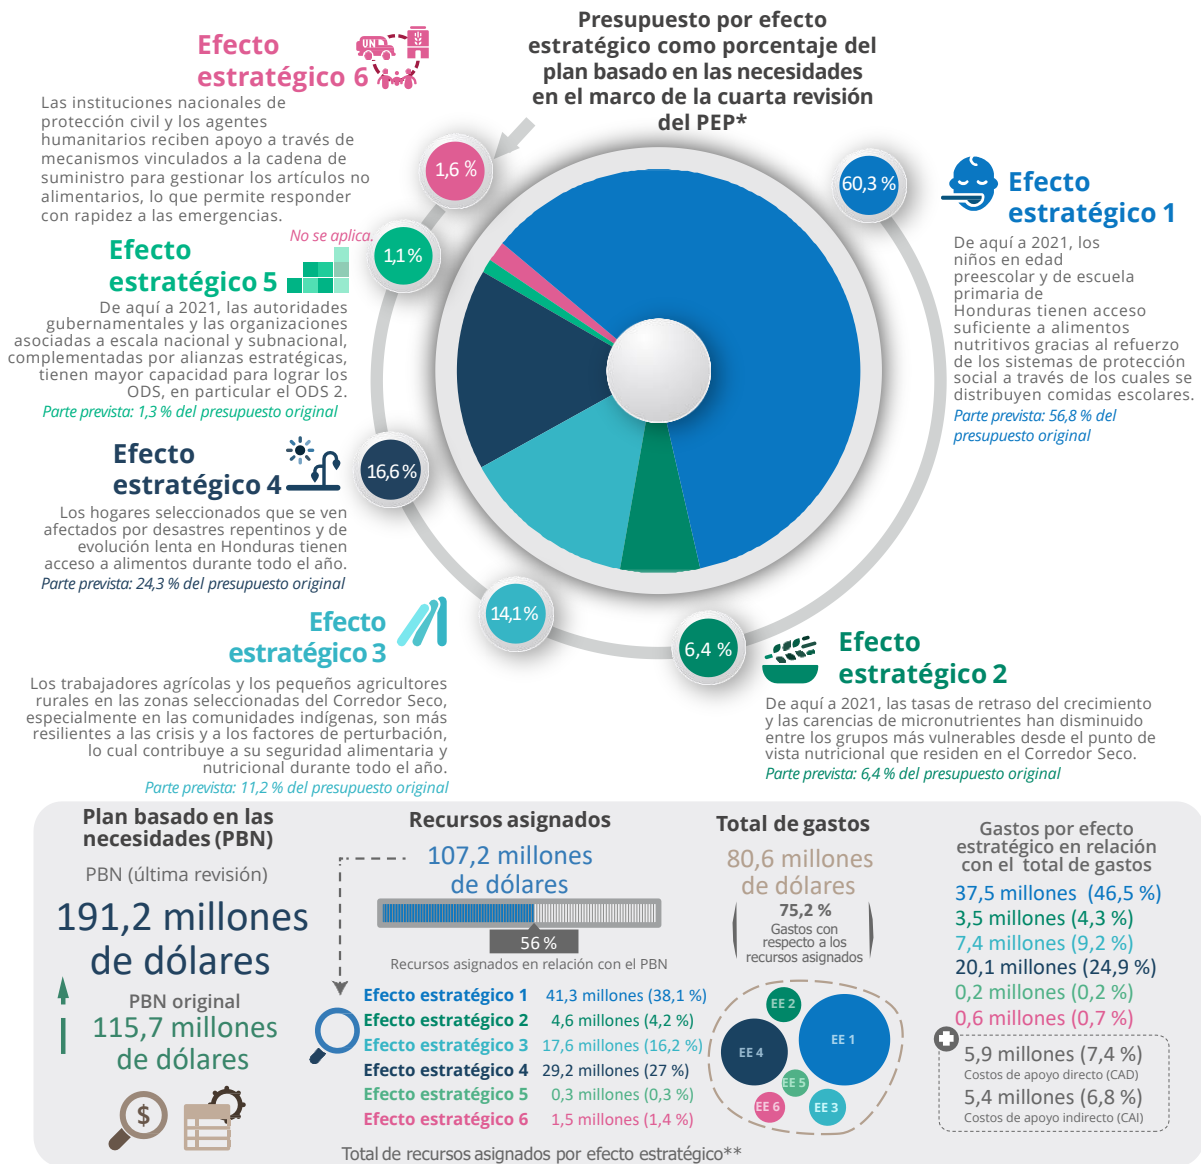 Presupuesto por efecto
estratégico como porcentaje del
plan basado en las necesidades
en el marco de la cuarta revisión
del PEP*
Efecto
estratégico 6
UN
Las instituciones nacionales de
protección civil y los agentes
humanitarios reciben apoyo a través de
mecanismos vinculados a la cadena de
suministro para gestionar los artículos no
alimentarios, lo que permite responder
con rapidez a las emergencias.
No se aplica.
1,6 %
60,3 %
Efecto
estratégico 1
De aquí a 2021, los
niños en edad
preescolar y de escuela
primaria de
Honduras tienen acceso
suficiente a alimentos
nutritivos gracias al refuerzo
de los sistemas de protección
social a través de los cuales se
distribuyen comidas escolares.
Parte prevista: 56,8 % del
presupuesto original
Efecto
estratégico 5
1,1 %
De aquí a 2021, las autoridades
gubernamentales y las organizaciones
asociadas a escala nacional y subnacional,
complementadas por alianzas estratégicas,
tienen mayor capacidad para lograr los
ODS, en particular el ODS 2.
Parte prevista: 1,3 % del presupuesto original
Efecto
estratégico 4
16,6 %
Los hogares seleccionados que se ven
afectados por desastres repentinos y de
evolución lenta en Honduras tienen
acceso a alimentos durante todo el año.
Parte prevista: 24,3 % del presupuesto original
Efecto
estratégico 3
14,1 %
Los trabajadores agrícolas y los pequeños agricultores
rurales en las zonas seleccionadas del Corredor Seco,
especialmente en las comunidades indígenas, son más
resilientes a las crisis y a los factores de perturbación,
lo cual contribuye a su seguridad alimentaria y
nutricional durante todo el año.
Parte prevista: 11,2 % del presupuesto original
6,4 %
Efecto
estratégico 2
De aquí a 2021, las tasas de retraso del crecimiento
y las carencias de micronutrientes han disminuido
entre los grupos más vulnerables desde el punto de
vista nutricional que residen en el Corredor Seco.
Parte prevista: 6,4 % del presupuesto original
Plan basado en las
necesidades (PBN)
PBN (última revisión)
191,2 millones
de dólares
PBN original
115,7 millones
de dólares
$
Recursos asignados
107,2 millones
de dólares
56 %
Recursos asignados en relación con el PBN
Efecto estratégico 1 41,3 millones (38,1 %)
Efecto estratégico 2 4,6 millones (4,2 %)
Efecto estratégico 3 17,6 millones (16,2 %)
Efecto estratégico 4 29,2 millones (27 %)
Efecto estratégico 5 0,3 millones (0,3 %)
Efecto estratégico 6 1,5 millones (1,4 %)
Total de recursos asignados por efecto estratégico**
Total de gastos
80,6 millones
de dólares
75,2 %
Gastos con
respecto a los
recursos asignados
EE 2
EE 1
EE 4
EE 5
EE 6
EE 3
Gastos por efecto
estratégico en relación
con el total de gastos
37,5 millones (46,5 %)
3,5 millones (4,3 %)
7,4 millones (9,2 %)
20,1 millones (24,9 %)
0,2 millones (0,2 %)
0,6 millones (0,7 %)
5,9 millones (7,4 %)
Costos de apoyo directo (CAD)
5,4 millones (6,8 %)
Costos de apoyo indirecto (CAI)